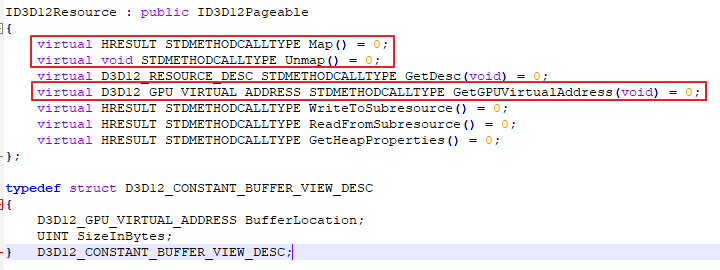 ID3D12Resource : public ID3D12Pageable
{
    virtual HRESULT STDMETHODCALLTYPE Map() = 0;
    virtual void STDMETHODCALLTYPE Unmap() = 0;
    virtual D3D12_RESOURCE_DESC STDMETHODCALLTYPE GetDesc(void) = 0;
    virtual D3D12_GPU_VIRTUAL_ADDRESS STDMETHODCALLTYPE GetGPUVirtualAddress(void) = 0;
    virtual HRESULT STDMETHODCALLTYPE WriteToSubresource() = 0;
    virtual HRESULT STDMETHODCALLTYPE ReadFromSubresource() = 0;
    virtual HRESULT STDMETHODCALLTYPE GetHeapProperties() = 0;
};
typedef struct D3D12_CONSTANT_BUFFER_VIEW_DESC
{
    D3D12_GPU_VIRTUAL_ADDRESS BufferLocation;
    UINT SizeInBytes;
}   D3D12_CONSTANT_BUFFER_VIEW_DESC;